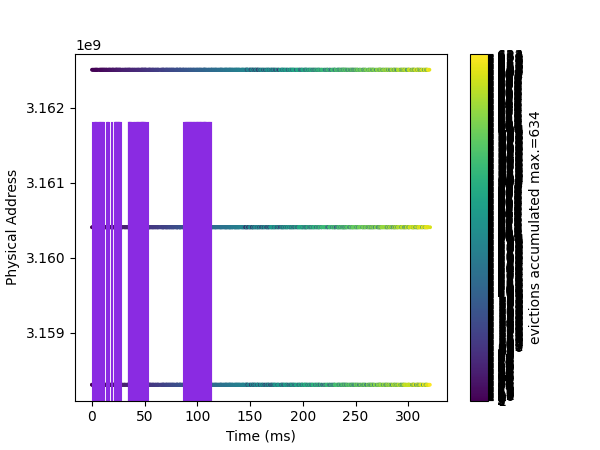 1e9
3.162
3.161
3.160
3.159
Physical Address
0
50
100
150
200
250
300
Time (ms)
evictions accumulated max.=634